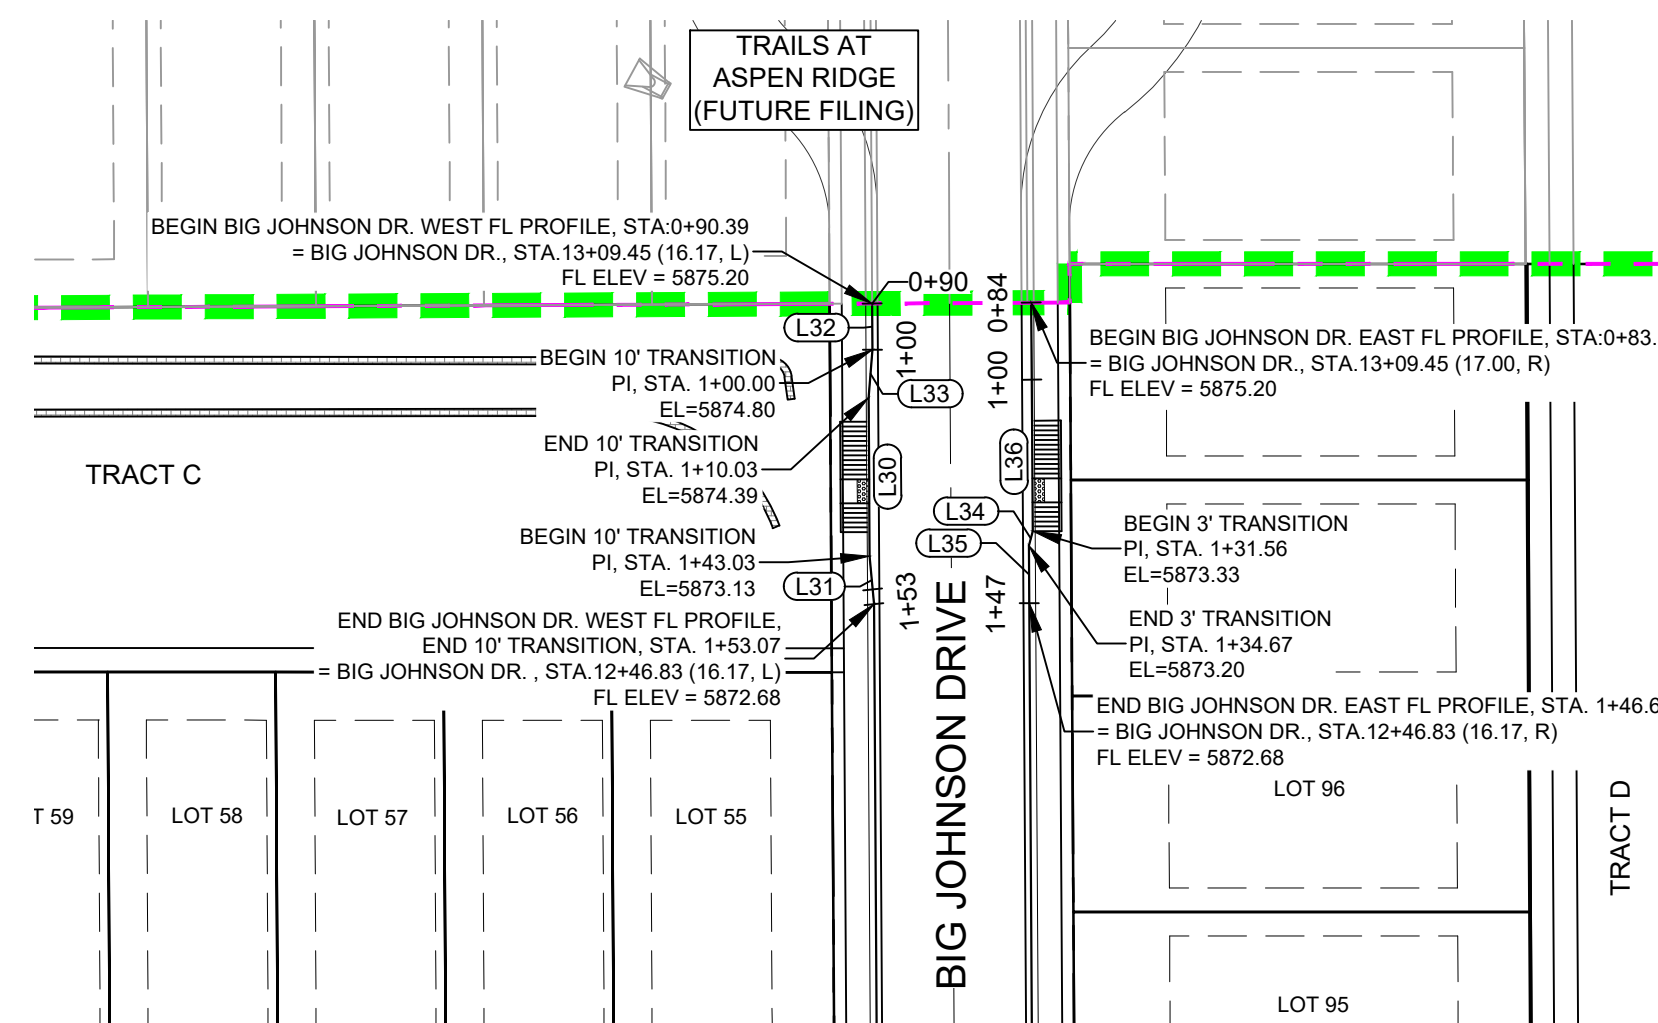 TRAILS AT
ASPEN RIDGE
(FUTURE FILING)
BEGIN BIG JOHNSON DR. WEST FL PROFILE, STA:0+90.39
= BIG JOHNSON DR., STA.13+09.45 (16.17, L)
FL ELEV = 5875.20
0+90
0+84
L32
1+00
1+00
BEGIN BIG JOHNSON DR. EAST FL PROFILE, STA:0+83.
= BIG JOHNSON DR., STA.13+09.45 (17.00, R)
FL ELEV = 5875.20
BEGIN 10' TRANSITION
PI, STA. 1+00.00
EL=5874.80
L33
END 10' TRANSITION
PI, STA. 1+10.03
EL=5874.39
TRACT C
L30
L36
L34
L35
BEGIN 10' TRANSITION
PI, STA. 1+43.03
EL=5873.13
L31
1+53
1+47
BEGIN 3' TRANSITION
PI, STA. 1+31.56
EL=5873.33
END 3' TRANSITION
PI, STA. 1+34.67
EL=5873.20
END BIG JOHNSON DR. WEST FL PROFILE,
END 10' TRANSITION, STA. 1+53.07
= BIG JOHNSON DR. , STA.12+46.83 (16.17, L)
FL ELEV = 5872.68
END BIG JOHNSON DR. EAST FL PROFILE, STA. 1+46.6
= BIG JOHNSON DR., STA.12+46.83 (16.17, R)
FL ELEV = 5872.68
BIG JOHNSON DRIVE
T 59
LOT 58
LOT 57
LOT 56
LOT 55
LOT 96
TRACT D
LOT 95